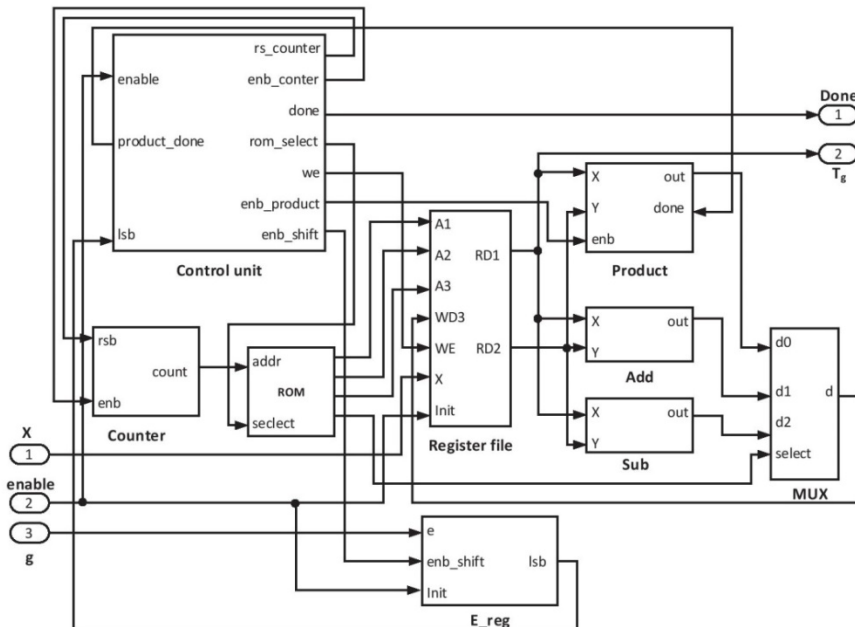 rs_counter
enable
enb_conter
done
product_done
rom_select
we
enb_product
lsb
enb_shift
Control unit
Done
1
2
Tg
X
out
Y
done
enb
Product
A1
A2
RD1
A3
WD3
WE
RD2
X
Init
Register file
rsb
count
enb
Counter
addr
ROM
seclect
X
out
Y
Add
X
out
Y
Sub
d0
d1
d
d2
select
MUX
X
1
enable
2
3
g
e
enb_shift
lsb
Init
E_reg